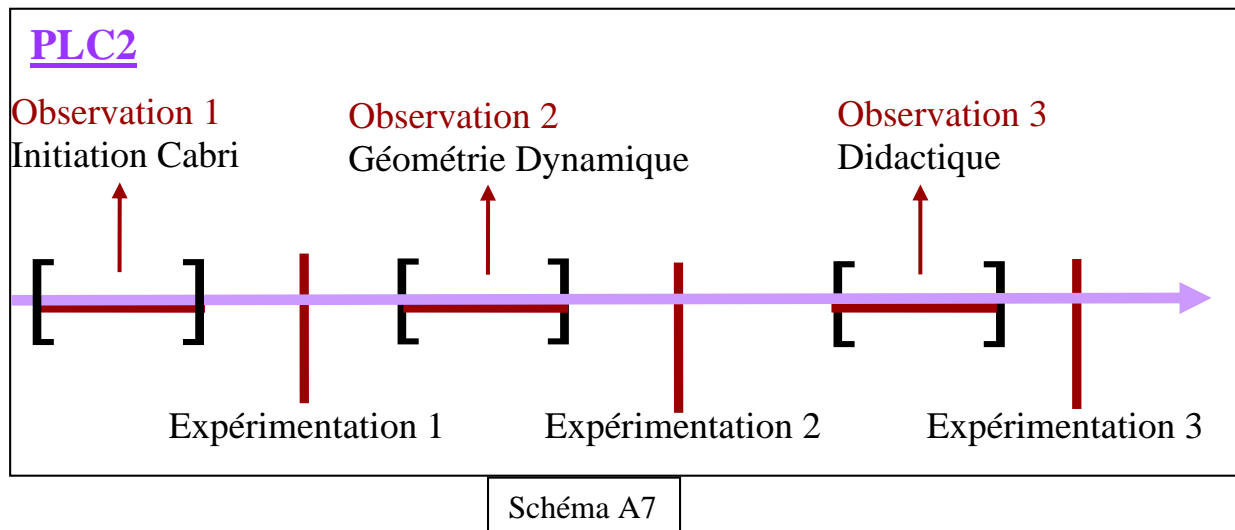 PLC2
Observation 1
Initiation Cabri
Observation 2
Géométrie Dynamique
Observation 3
Didactique
Expérimentation 1
Expérimentation 2
Expérimentation 3
Schéma A7